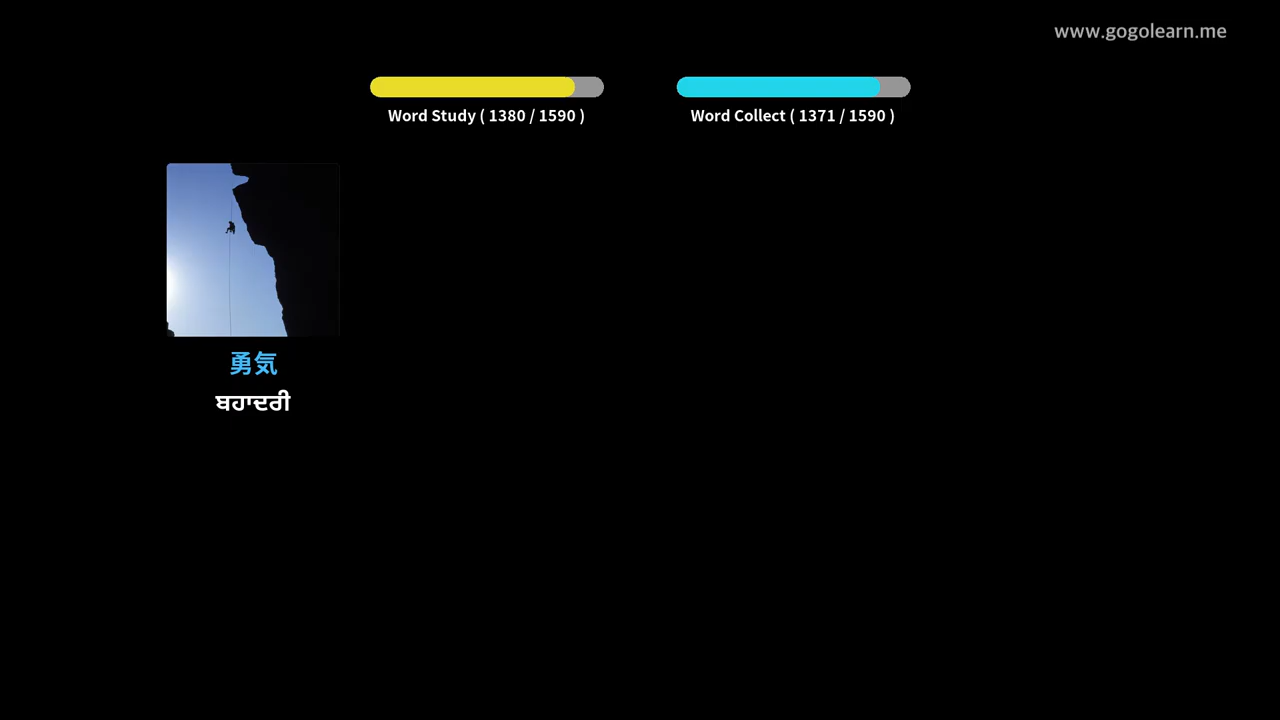 www.gogolearn.me
Word Study ( 1380 / 1590 )
Word Collect ( 1371 / 1590 )
勇気
ਬਹਾਦਰੀ